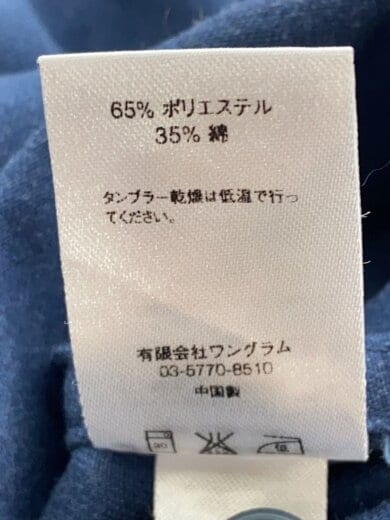 65% ポリエステル
35% 綿
タンブラー乾燥は低温で行っ
てください。
有限会社ワングラム
03-5770-8510
中国製
30
低